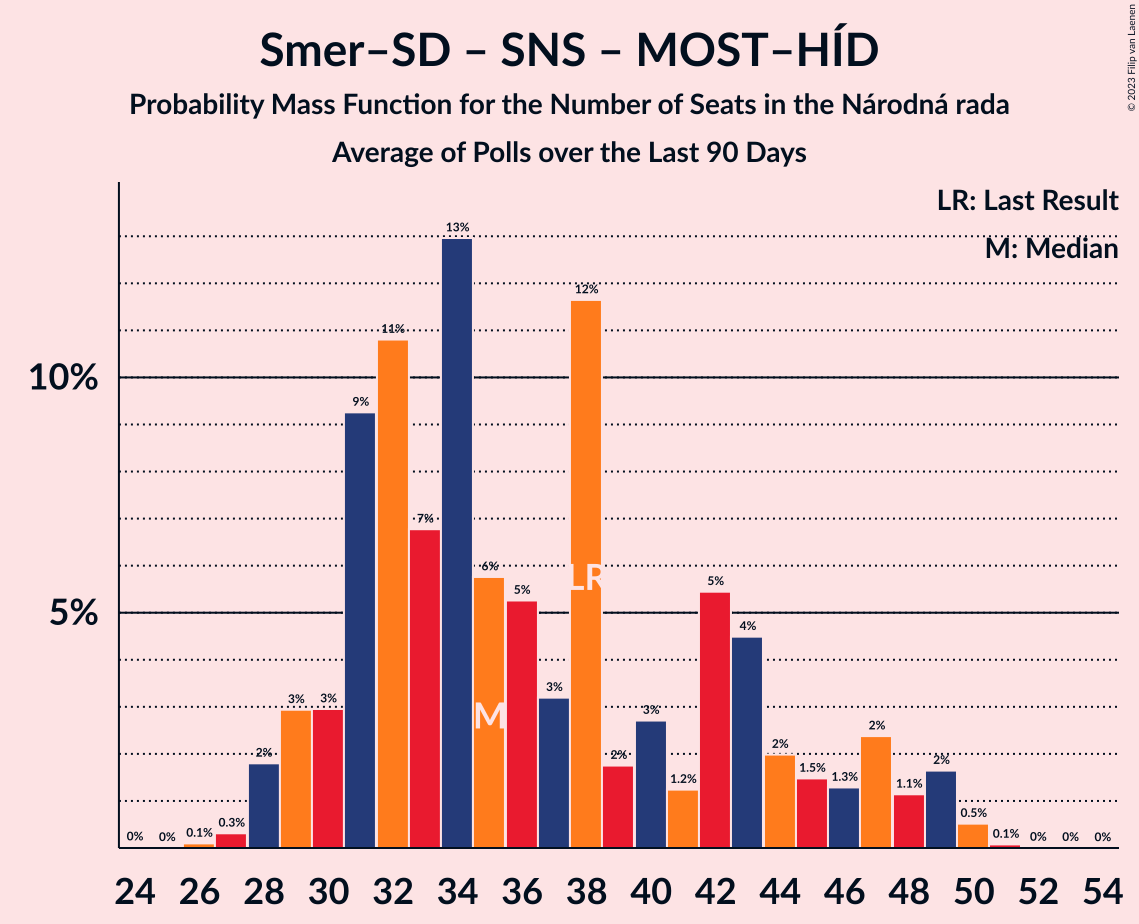 Smer–SD – SNS – MOST–HÍD
Probability Mass Function for the Number of Seats in the Národná rada
Average of Polls over the Last 90 Days
© 2023 Filip van Laenen
LR: Last Result
M: Median
10%
5%
0% 0% 0.1% 0.3% 2% 3% 3% 9% 11% 7% 13% 6% 5% 3% 12% 2% 3% 1.2% 5% 4% 2% 1.5% 1.3% 2% 1.1% 2% 0.5% 0.1% 0% 0% 0%
LR
M
24 26 28 30 32 34 36 38 40 42 44 46 48 50 52 54